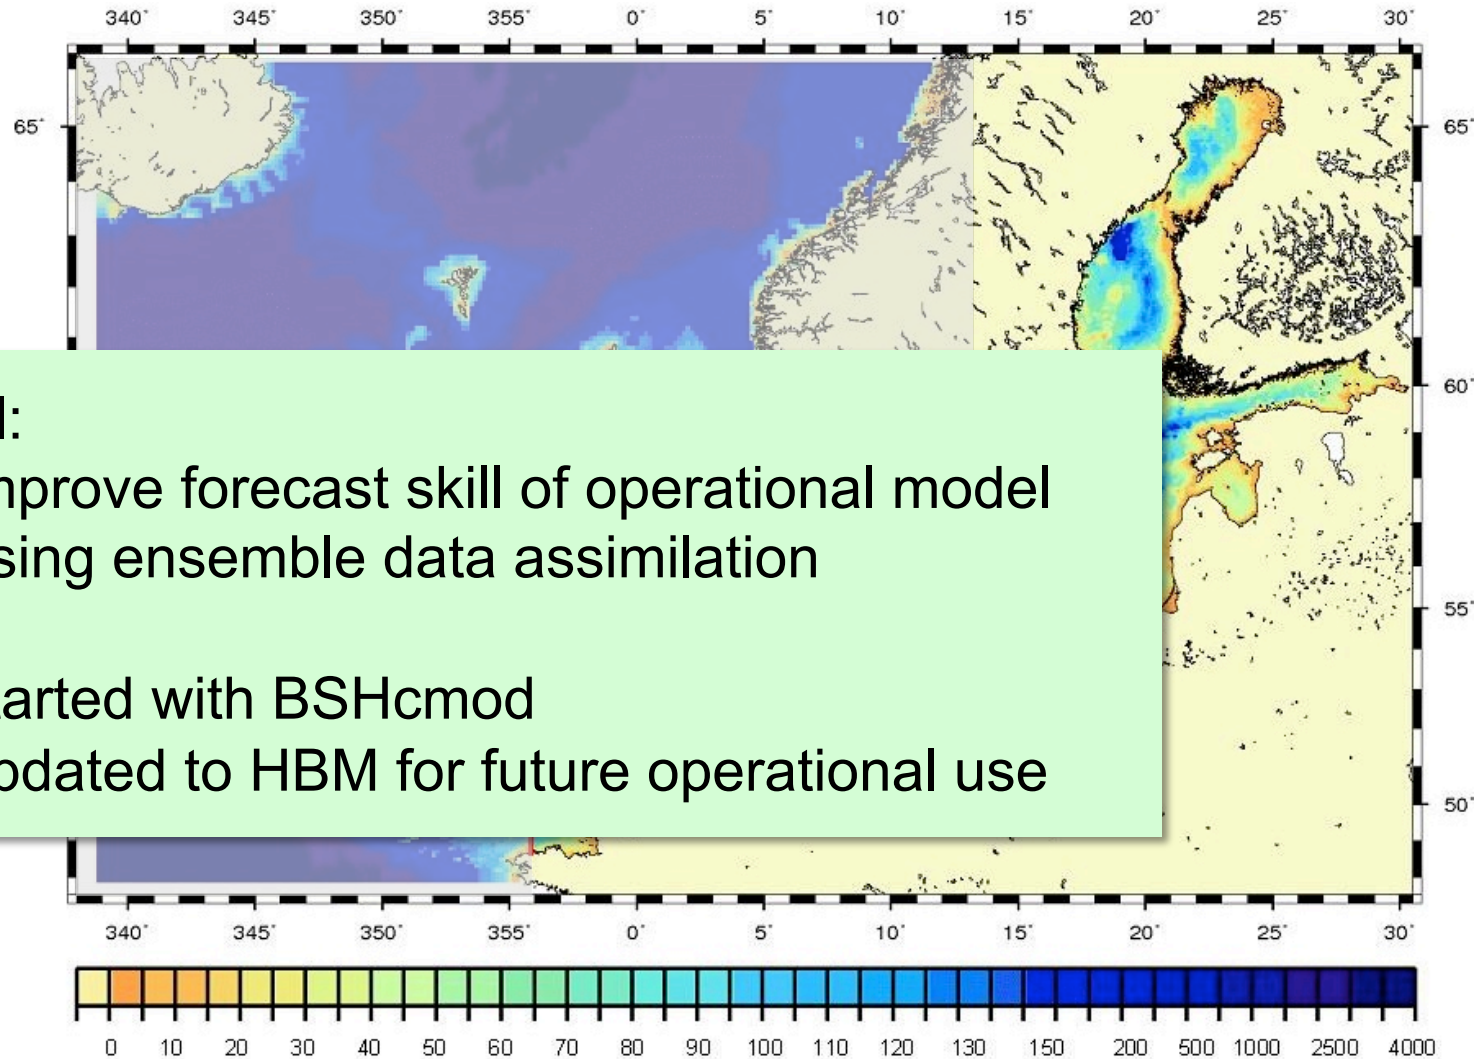 340° 345° 350° 355° 0° 5° 10° 15° 20° 25° 30°
65° 65°
60°
l:
mprove forecast skill of operational model
sing ensemble data assimilation
55°
tarted with BSHcmod
pdated to HBM for future operational use
50°
340° 345° 350° 355° 0° 5° 10° 15° 20° 25° 30°
0 10 20 30 40 50 60 70 80 90 100 110 120 130 150 200 500 1000 2500 4000